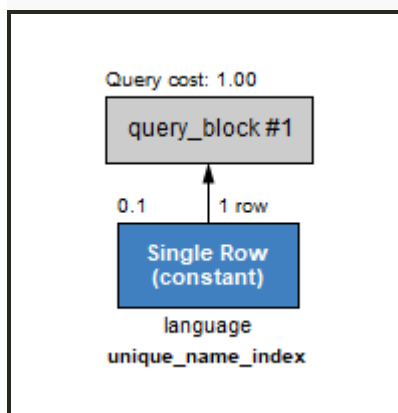 Query cost: 1.00
query_block #1
0.1 1 row
Single Row
(constant)
language
unique_name_index